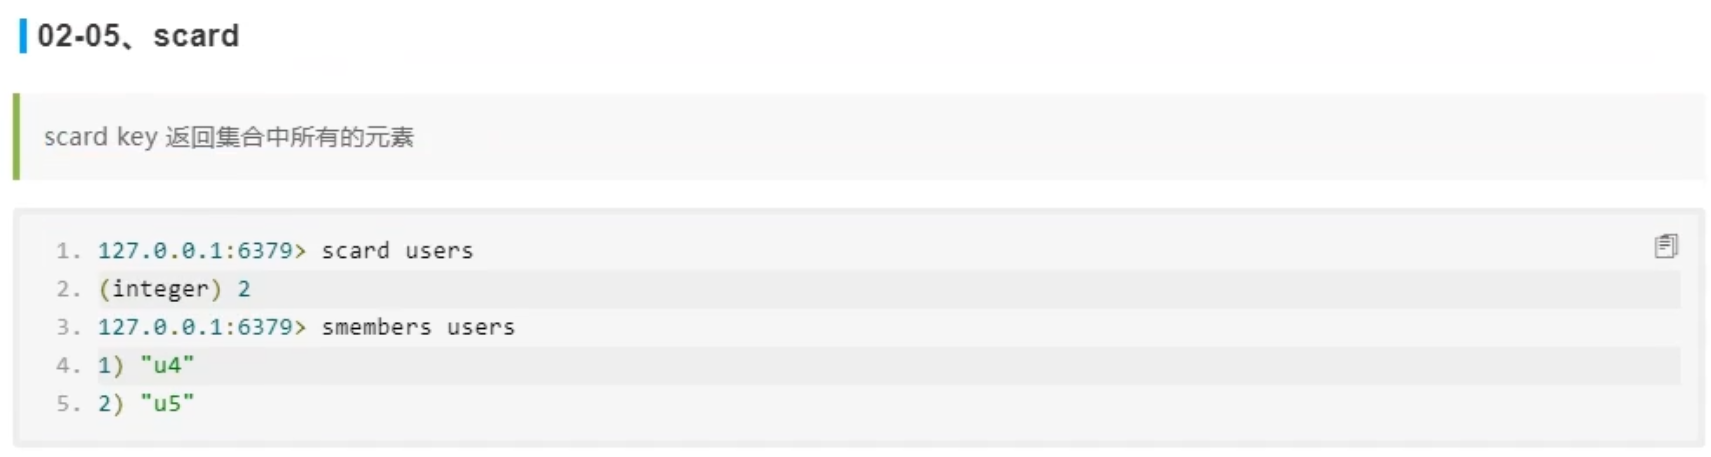 02-05、scard
scard key 返回集合中所有的元素
1. 127.0.0.1:6379> scard users
2. (integer) 2
3. 127.0.0.1:6379> smembers users
4. 1) "u4"
5. 2) "u5"